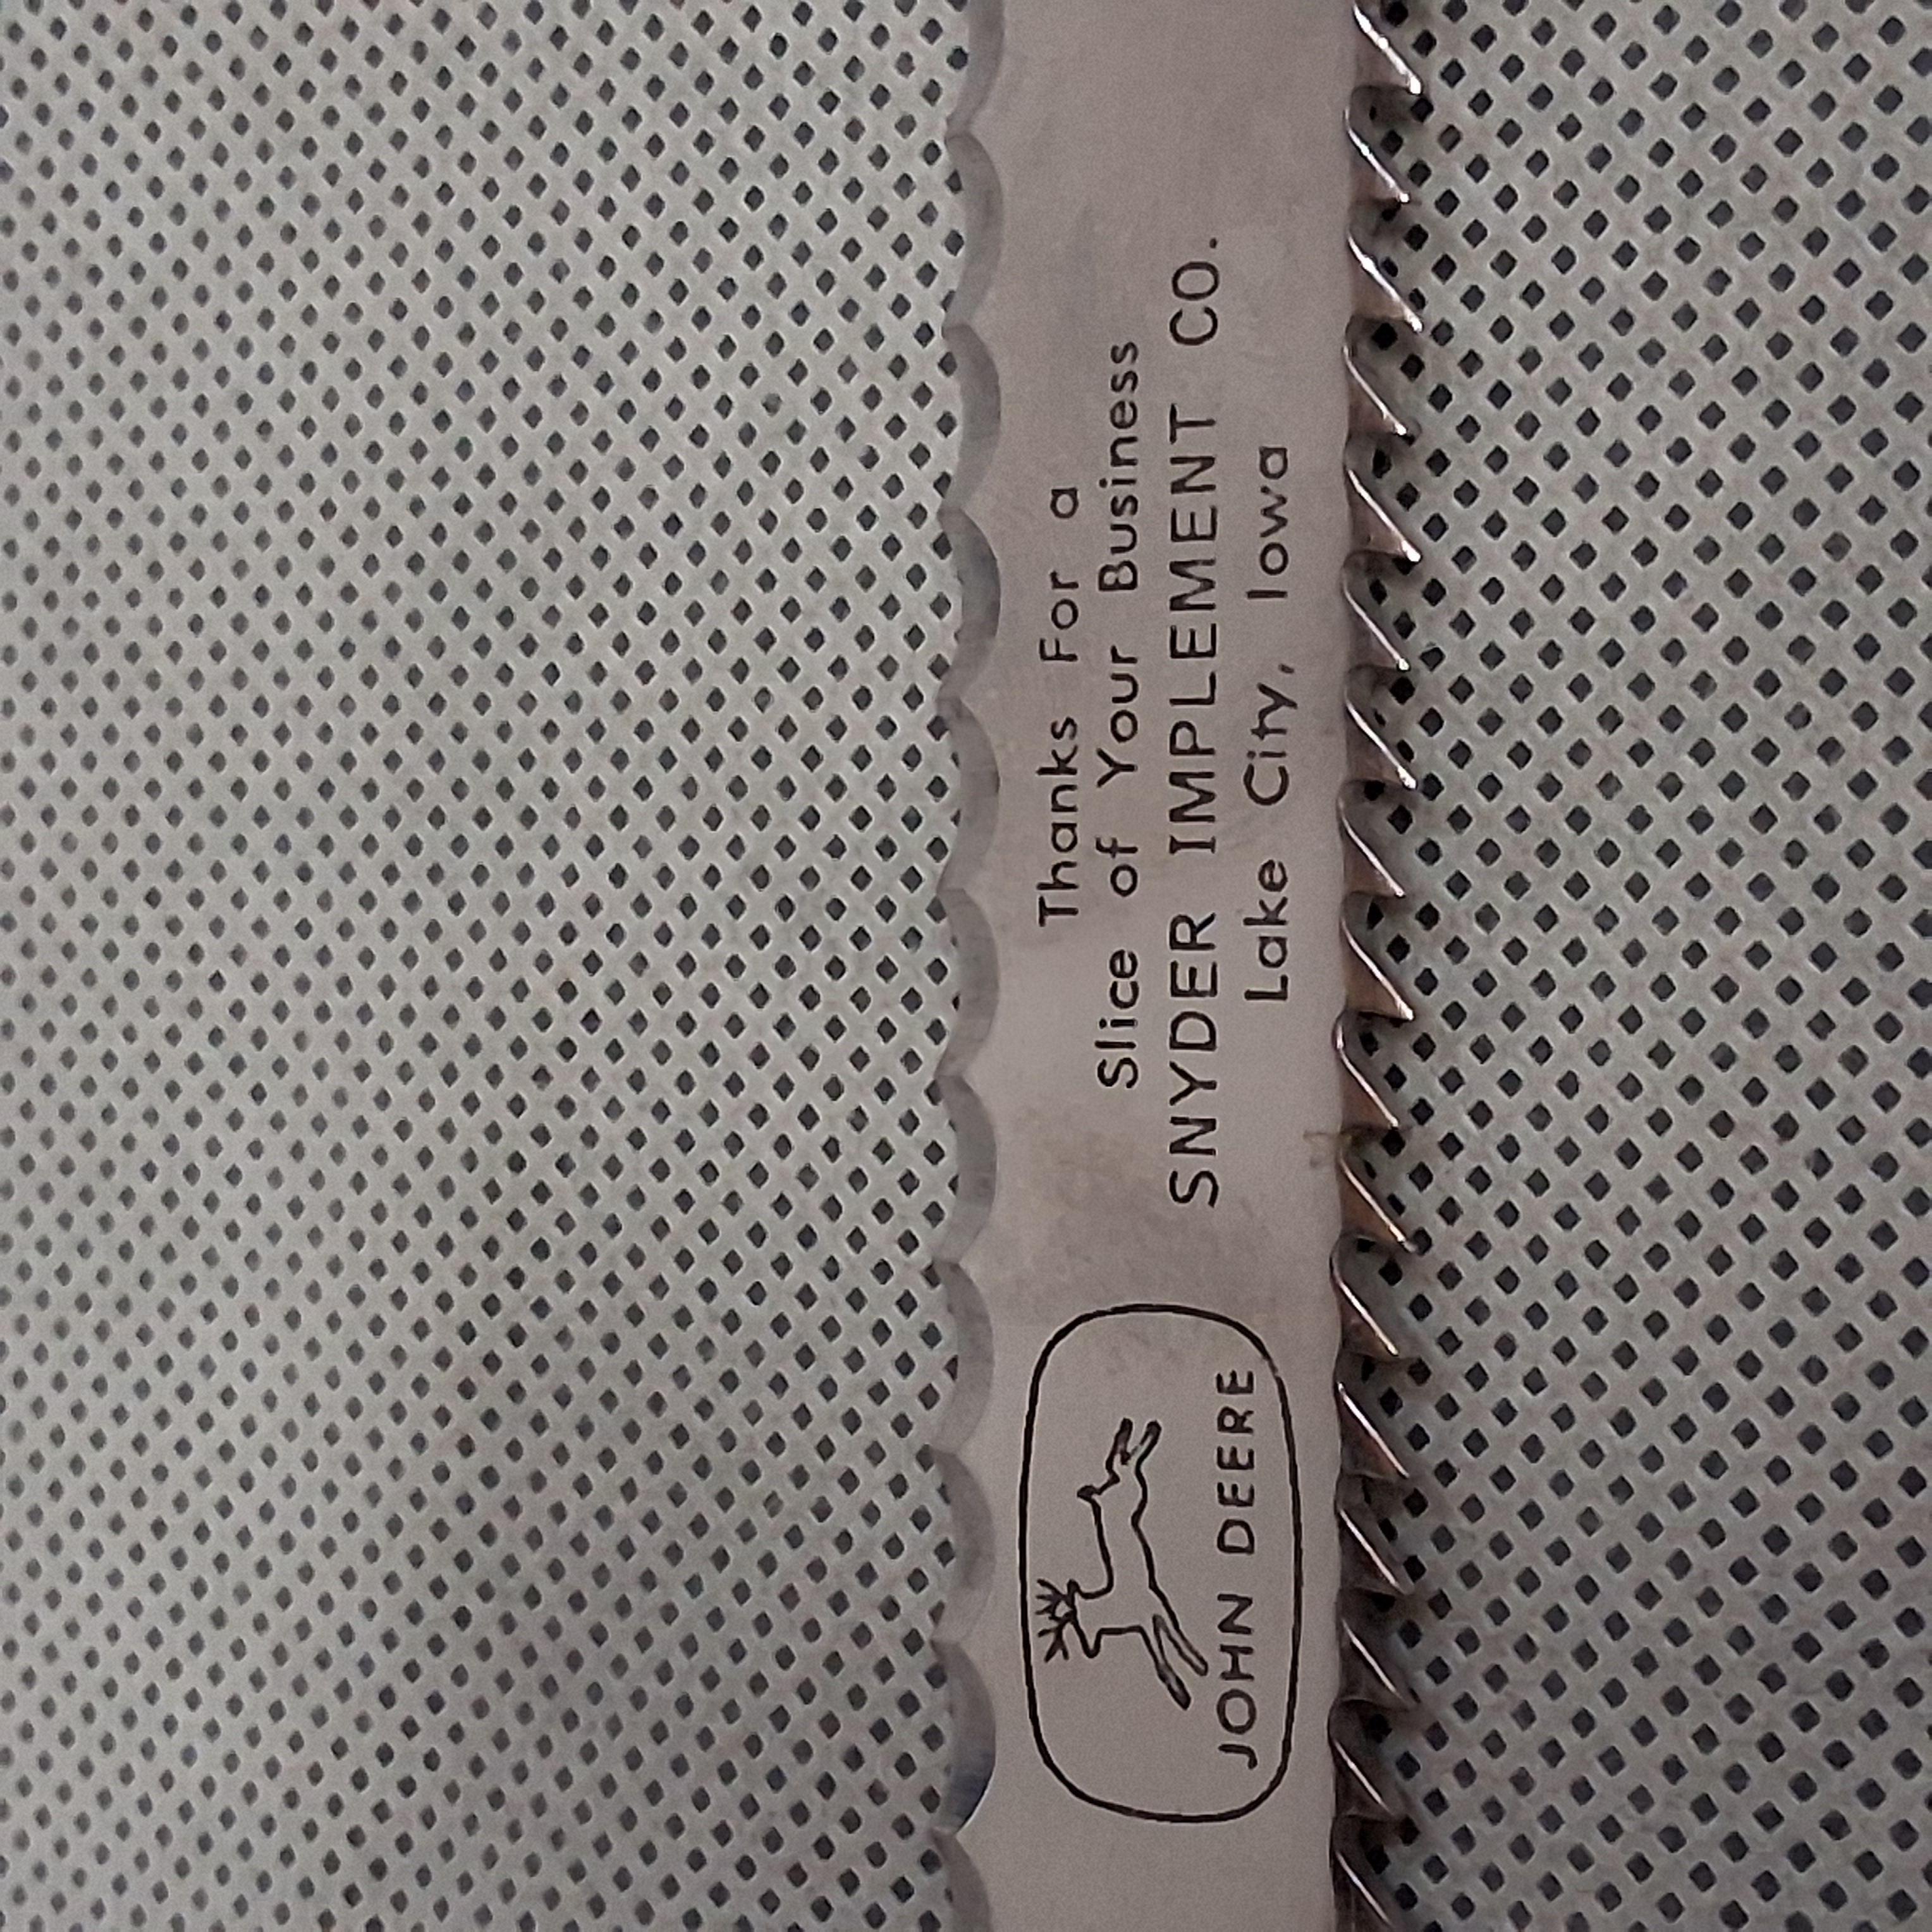 Thanks For a
Slice of Your Business
SNYDER IMPLEMENT CO.
Lake City, Iowa
JOHN DEERE